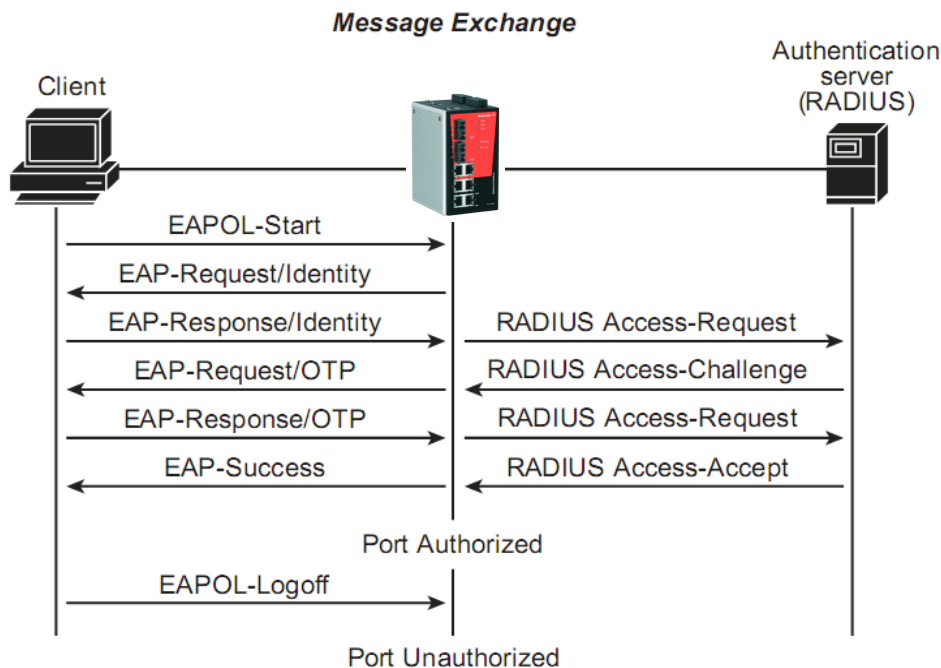 Message Exchange
Client
Authentication
server
(RADIUS)
EAPOL-Start
EAP-Request/Identity
EAP-Response/Identity
RADIUS Access-Request
EAP-Request/OTP
RADIUS Access-Challenge
EAP-Response/OTP
RADIUS Access-Request
EAP-Success
RADIUS Access-Accept
Port Authorized
EAPOL-Logoff
Port Unauthorized